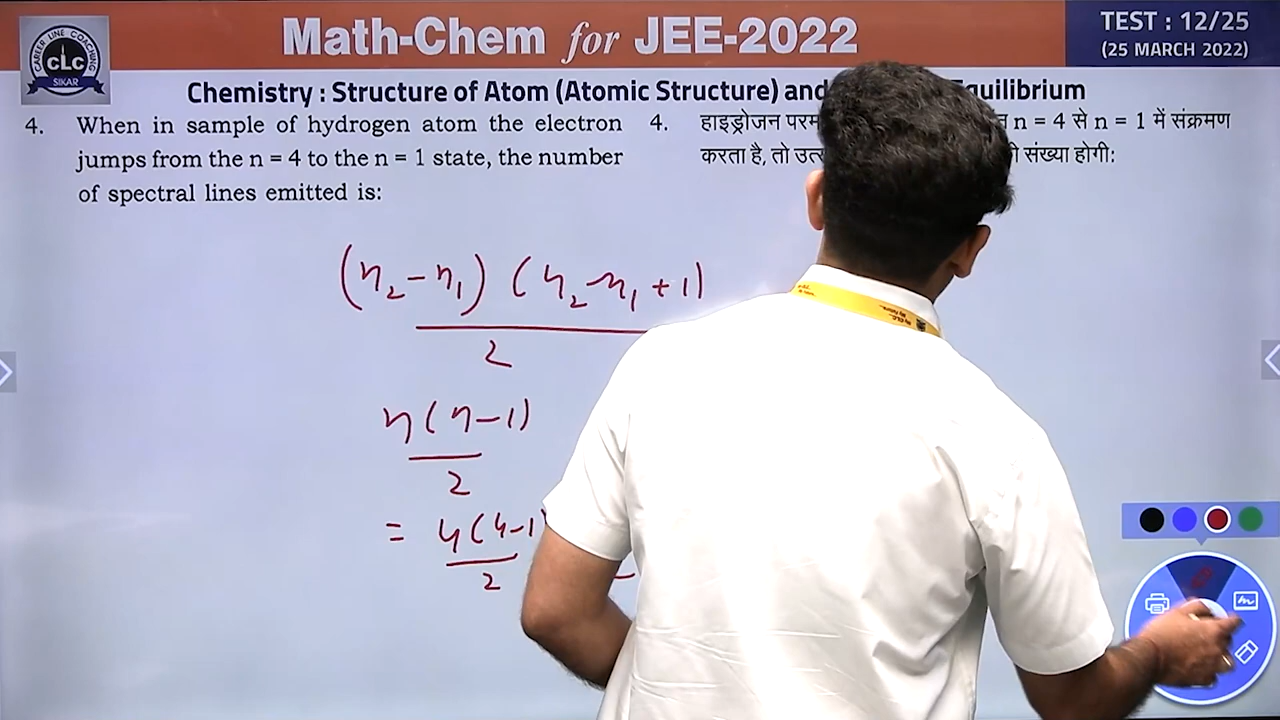 Math-Chem for JEE-2022
TEST : 12/25
(25 MARCH 2022)
CAREER LINE COACHING
cLc
SIKAR
Chemistry : Structure of Atom (Atomic Structure) and
4. When in sample of hydrogen atom the electron
jumps from the n = 4 to the n = 1 state, the number
of spectral lines emitted is:
4. हाइड्रोजन n = 4 से n = 1 में संक्रमण
करता है, तो संख्या होगी:
(n₂-n₁) (n₂-n₁+1)
2
n(n-1)
2
= 4(4-1
2